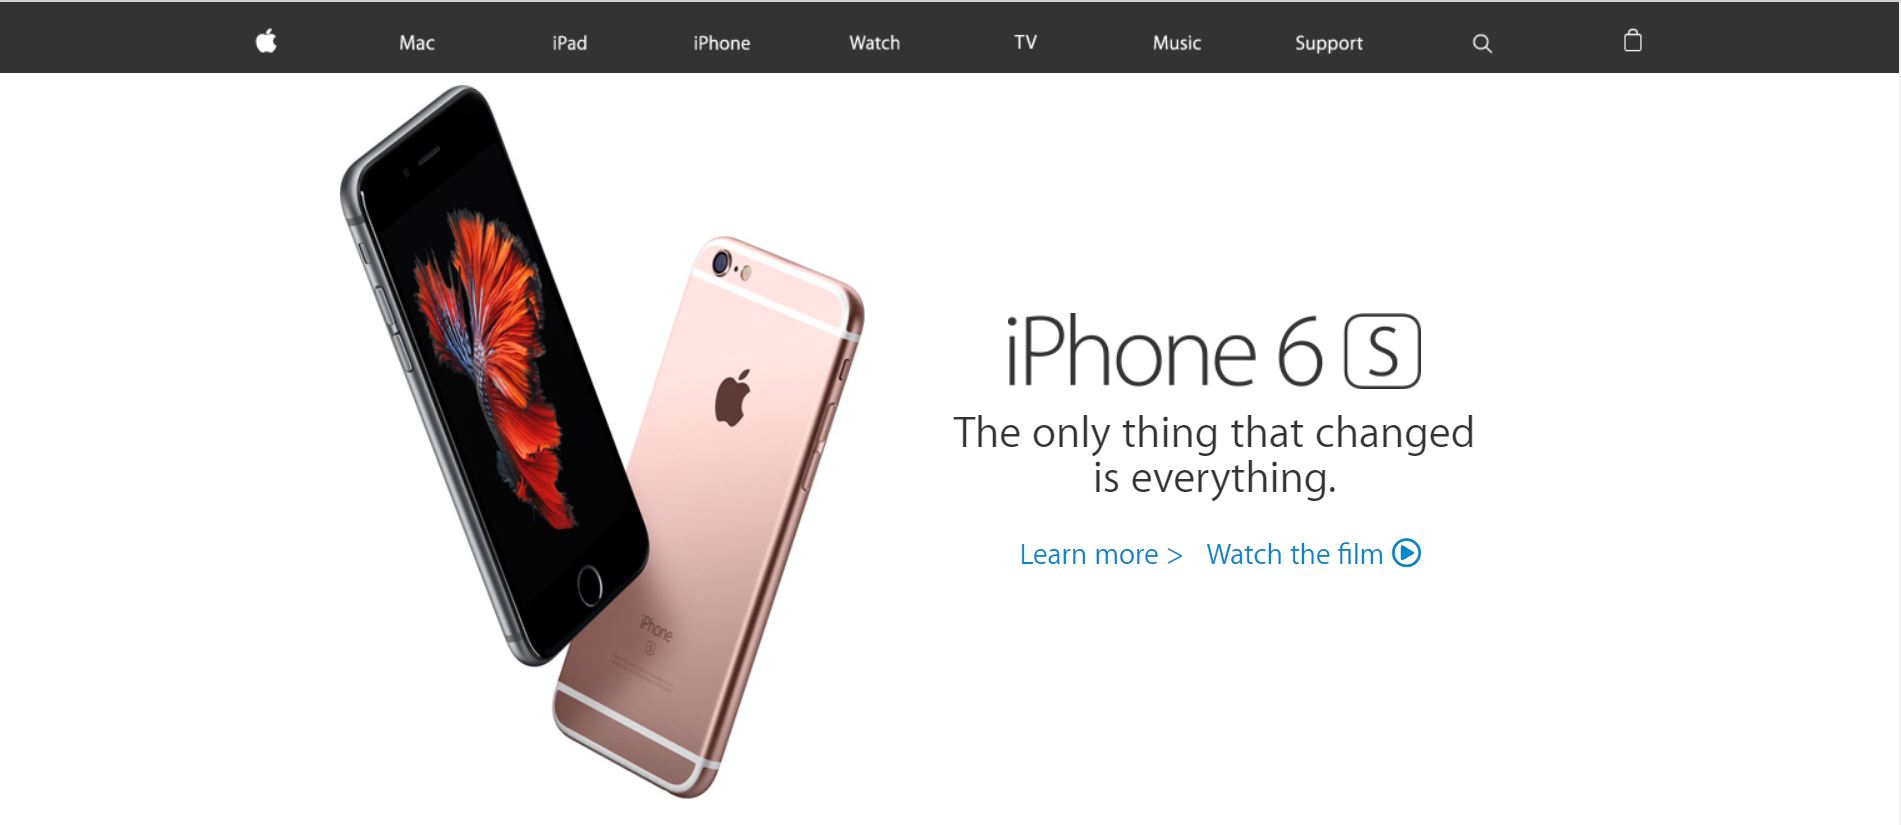 Mac iPad iPhone Watch TV Music Support
iPhone 6 S
The only thing that changed
is everything.
Learn more > Watch the film
iPhone
S